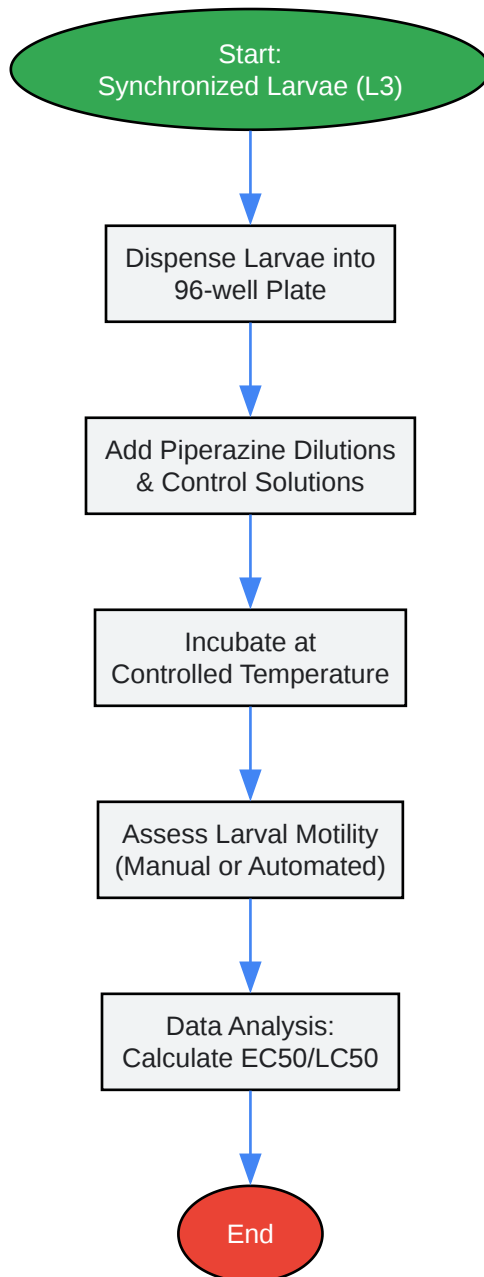 Start:
Synchronized Larvae (L3)
Dispense Larvae into
96-well Plate
Add Piperazine Dilutions
& Control Solutions
Incubate at
Controlled Temperature
Assess Larval Motility
(Manual or Automated)
Data Analysis:
Calculate EC50/LC50
End